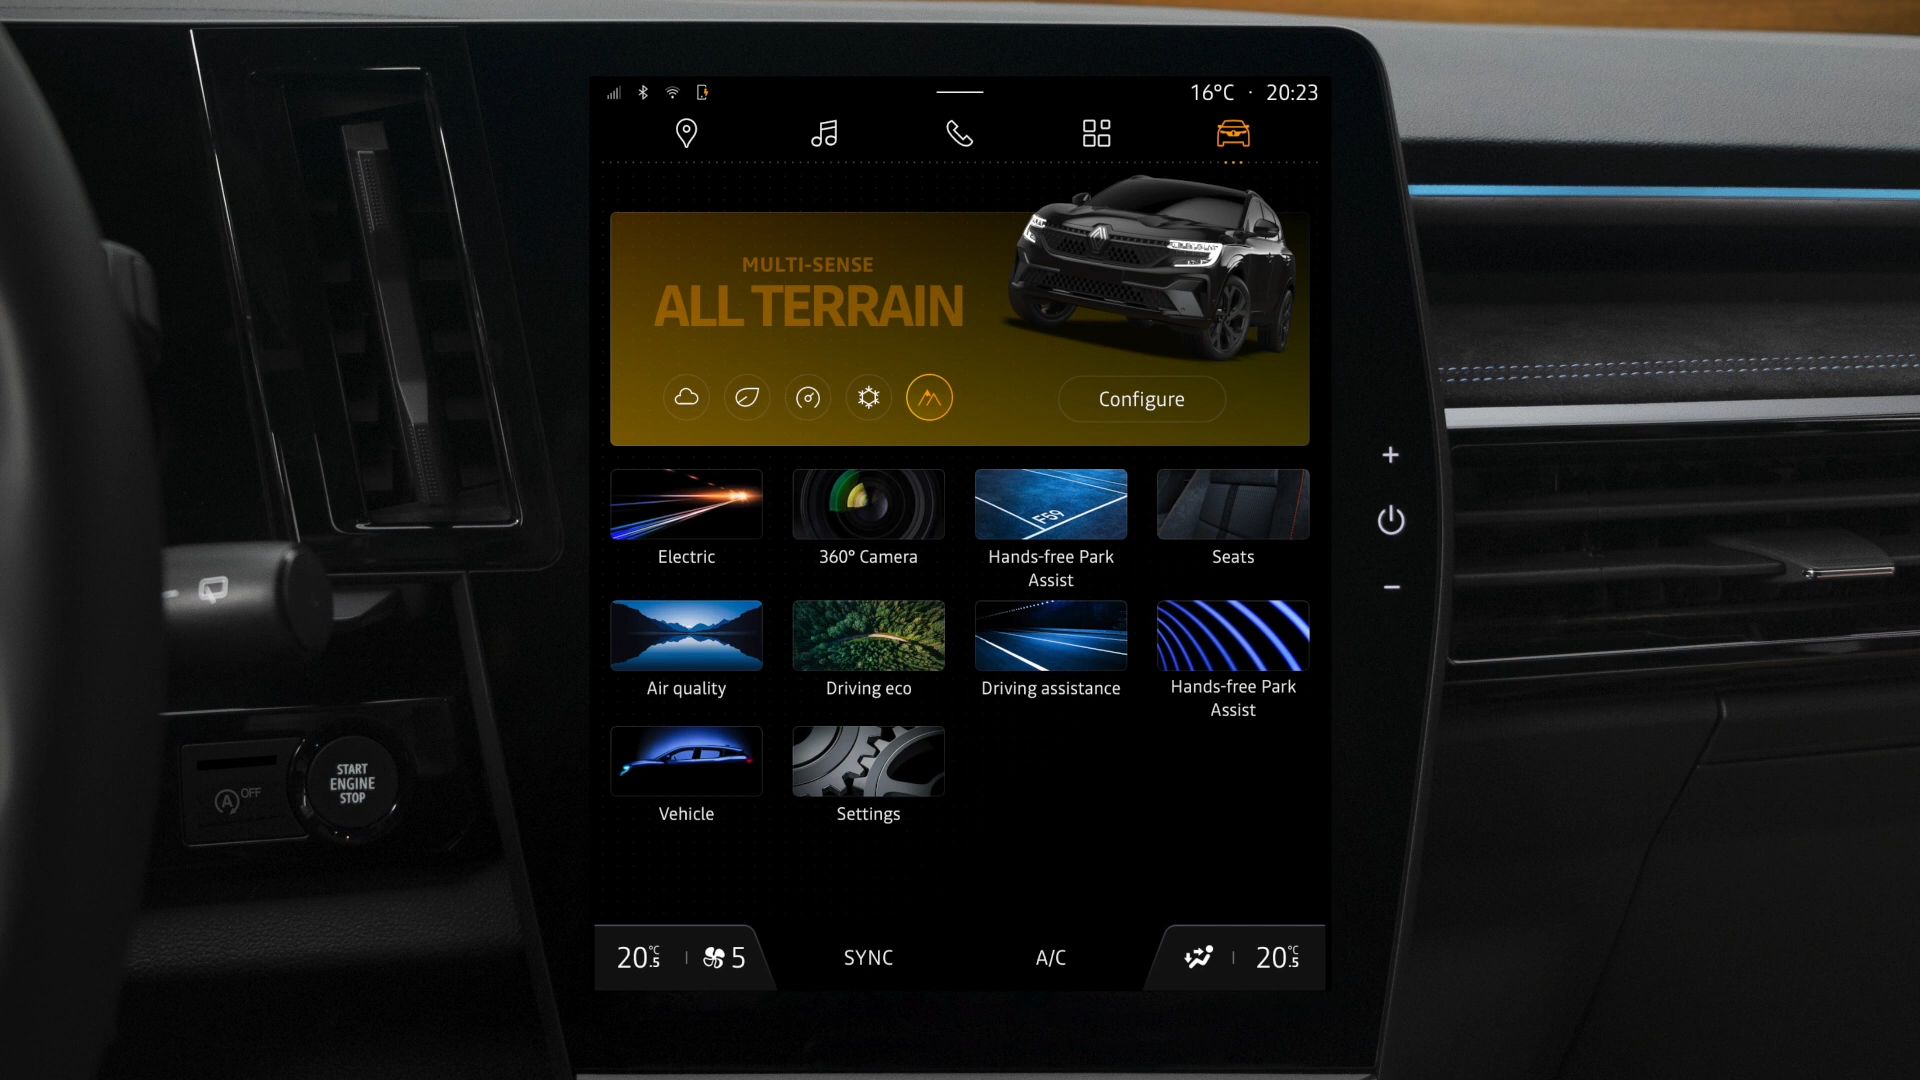 16°C · 20:23
MULTI-SENSE
ALL TERRAIN
Configure
F59
Electric
360° Camera
Hands-free Park
Assist
Seats
Air quality
Driving eco
Driving assistance
Hands-free Park
Assist
Vehicle
Settings
20.5°C
5
SYNC
A/C
20.5°C
A OFF
START
ENGINE
STOP